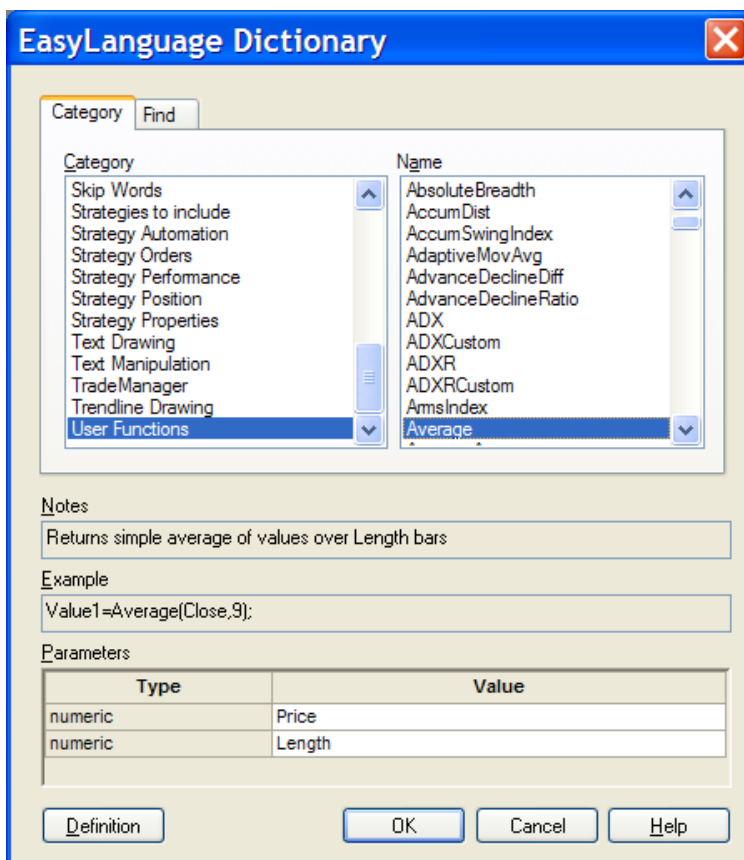 EasyLanguage Dictionary
Category
Find
Category
Skip Words
Strategies to include
Strategy Automation
Strategy Orders
Strategy Performance
Strategy Position
Strategy Properties
Text Drawing
Text Manipulation
TradeManager
Trendline Drawing
User Functions
Name
AbsoluteBreadth
AccumDist
AccumSwingIndex
AdaptiveMovAvg
AdvanceDeclineDiff
AdvanceDeclineRatio
ADX
ADXCustom
ADXR
ADXRCustom
ArmsIndex
Average
Notes
Returns simple average of values over Length bars
Example
Value1=Average(Close,9);
Parameters
Type Value
numeric Price
numeric Length
Definition OK Cancel Help